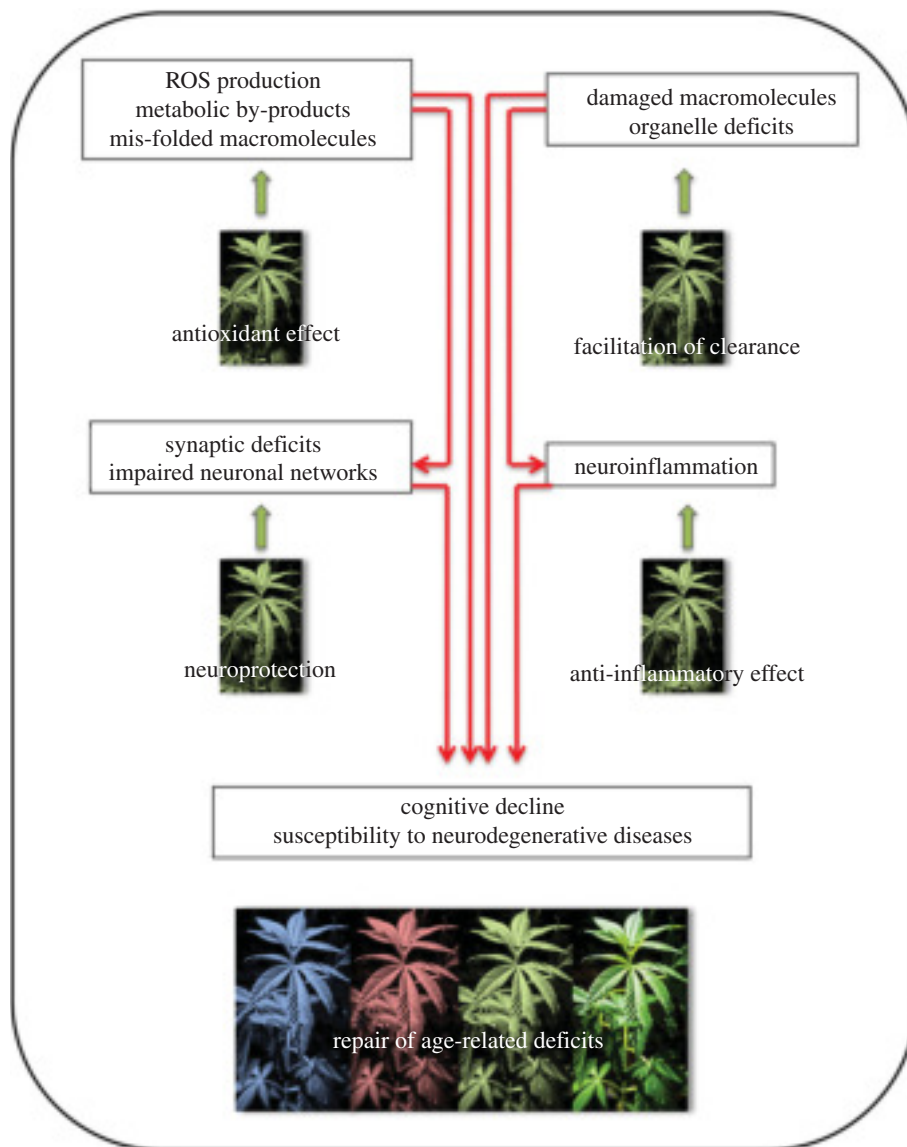 ROS production
metabolic by-products
mis-folded macromolecules
damaged macromolecules
organelle deficits
antioxidant effect
facilitation of clearance
synaptic deficits
impaired neuronal networks
neuroinflammation
neuroprotection
anti-inflammatory effect
cognitive decline
susceptibility to neurodegenerative diseases
repair of age-related deficits